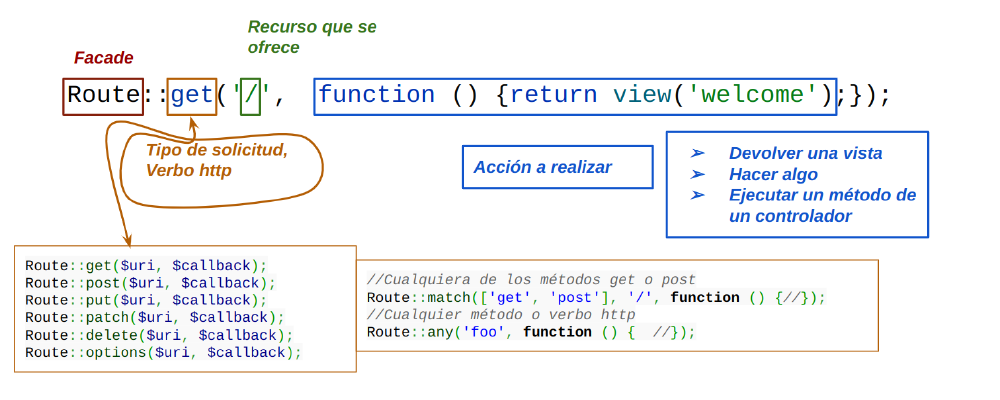 Recurso que se
ofrece
Facade
Route::get('/', function () {return view('welcome');});
Tipo de solicitud,
Verbo http
Acción a realizar
➢ Devolver una vista
➢ Hacer algo
➢ Ejecutar un método de
un controlador
Route::get($uri, $callback);
Route::post($uri, $callback);
Route::put($uri, $callback);
Route::patch($uri, $callback);
Route::delete($uri, $callback);
Route::options($uri, $callback);
//Cualquiera de los métodos get o post
Route::match(['get', 'post'], '/', function () {//});
//Cualquier método o verbo http
Route::any('foo', function () {  //});